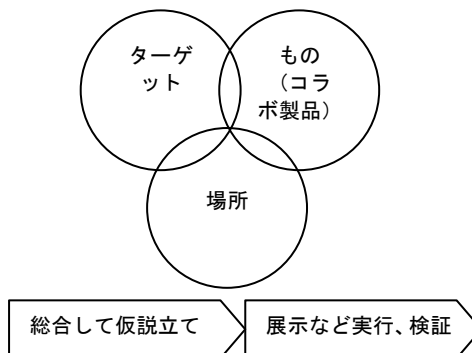 ターゲ
ット
もの
（コラ
ボ製品）
場所
総合して仮説立て
展示など実行、検証